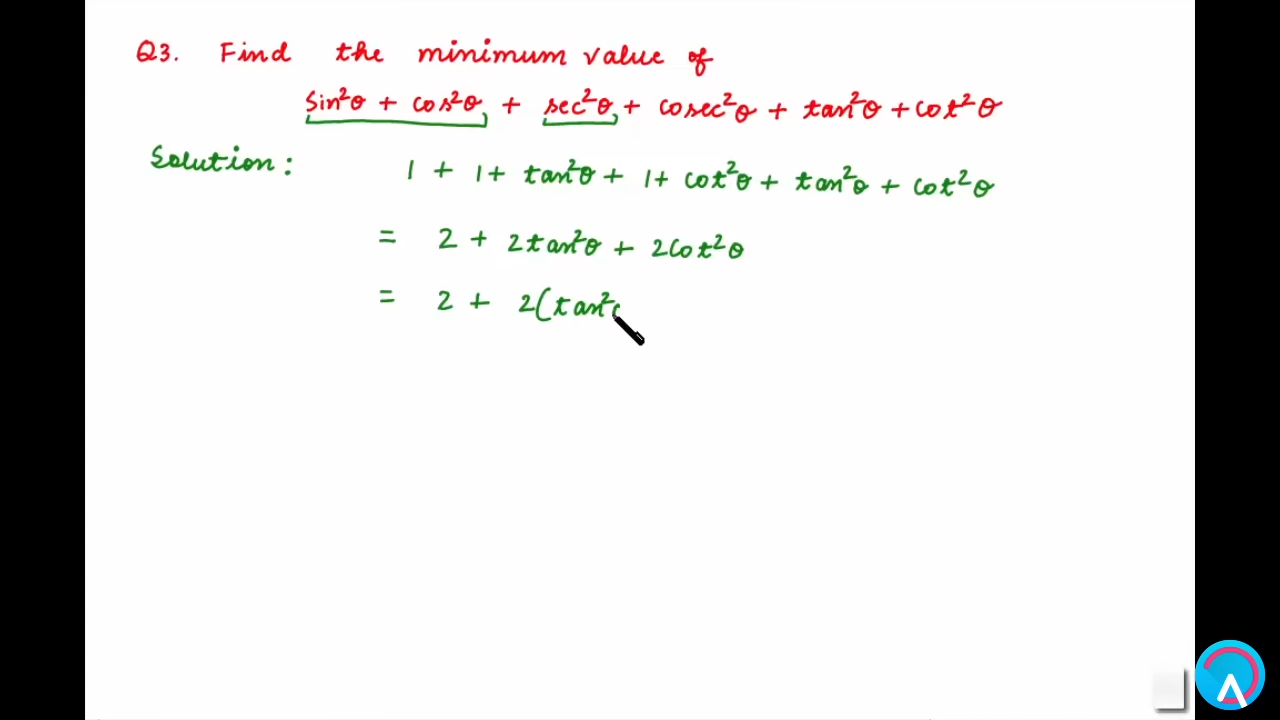 Q3. Find the minimum value of
sin²θ + cos²θ + sec²θ + cosec²θ + tan²θ + cot²θ
Solution:
1 + 1 + tan²θ + 1 + cot²θ + tan²θ + cot²θ
= 2 + 2tan²θ + 2cot²θ
= 2 + 2(tan²